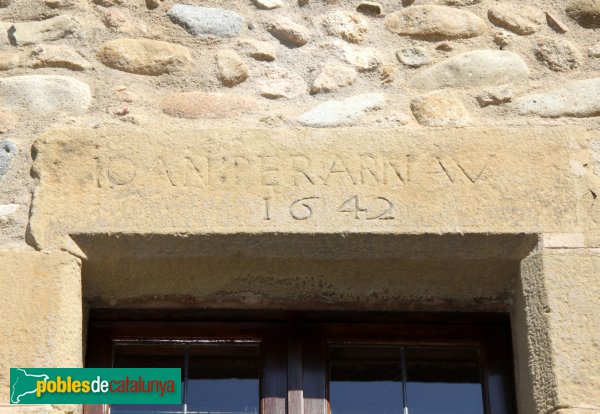 IOAN PERARNAV
1642
poblesdecatalunya